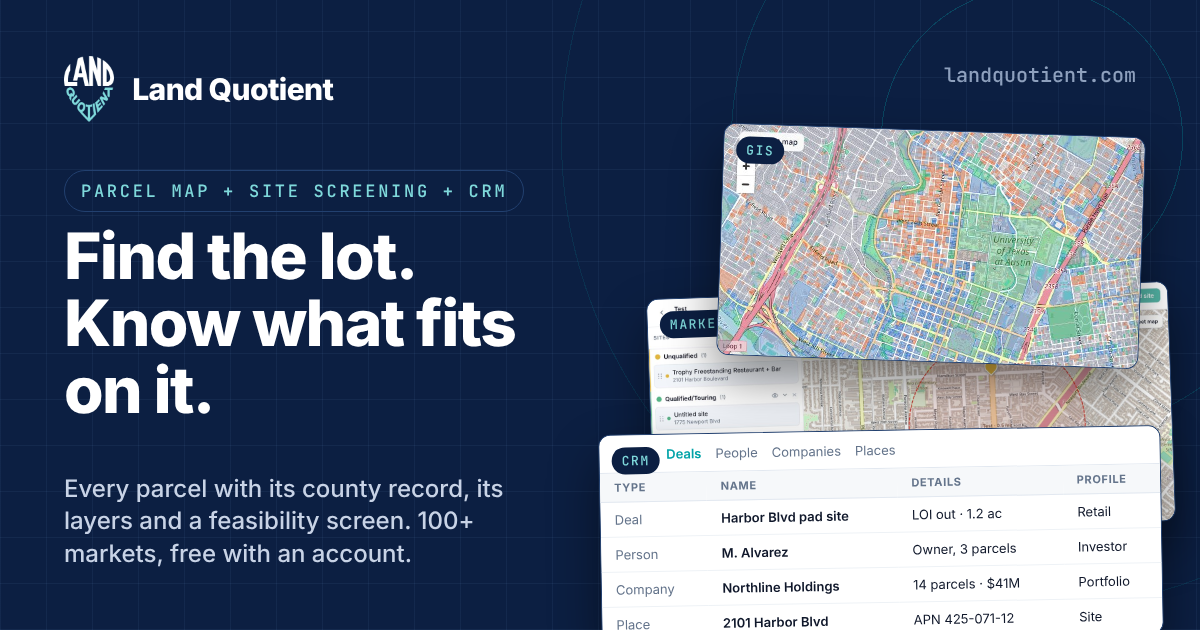 LAND
QUOTIENT
Land Quotient
landquotient.com
PARCEL MAP + SITE SCREENING + CRM
Find the lot.
Know what fits
on it.
Every parcel with its county record, its
layers and a feasibility screen. 100+
markets, free with an account.
GIS
map
+
−
University
of Texas
at Austin
Loop 1
Test
MARKE
site
map
Unqualified
Trophy Freestanding Restaurant + Bar
2101 Harbor Boulevard
Qualified/Touring
Untitled site
1775 Newport Blvd
CRM
Deals People Companies Places
TYPE NAME DETAILS PROFILE
Deal Harbor Blvd pad site LOI out · 1.2 ac Retail
Person M. Alvarez Owner, 3 parcels Investor
Company Northline Holdings 14 parcels · $41M Portfolio
Place 2101 Harbor Blvd APN 425-071-12 Site